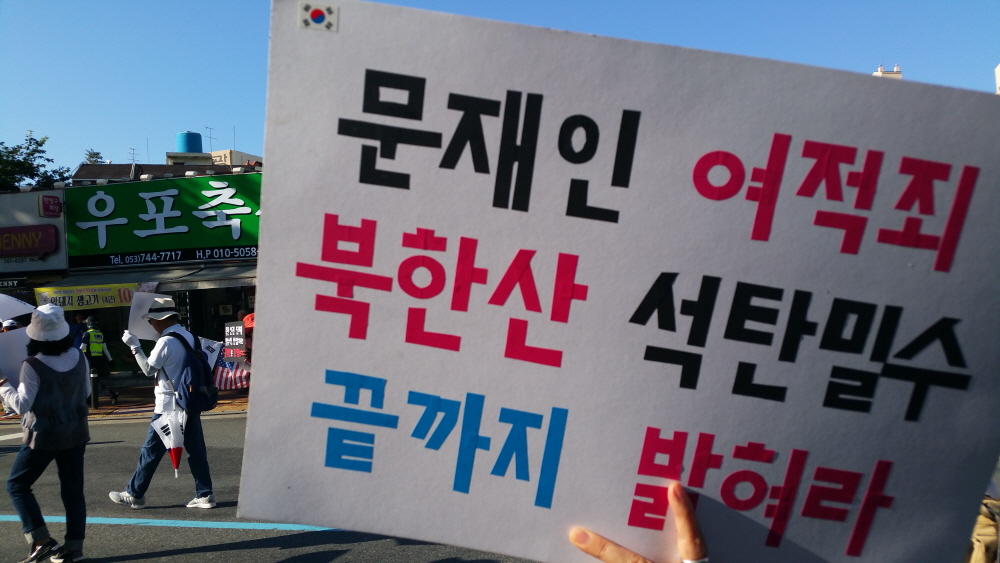 문재인 여적죄
북한산 석탄밀수
끝까지 밝혀라
우포축
Tel. 053)744-7717 H.P 010-5058-
JENNY